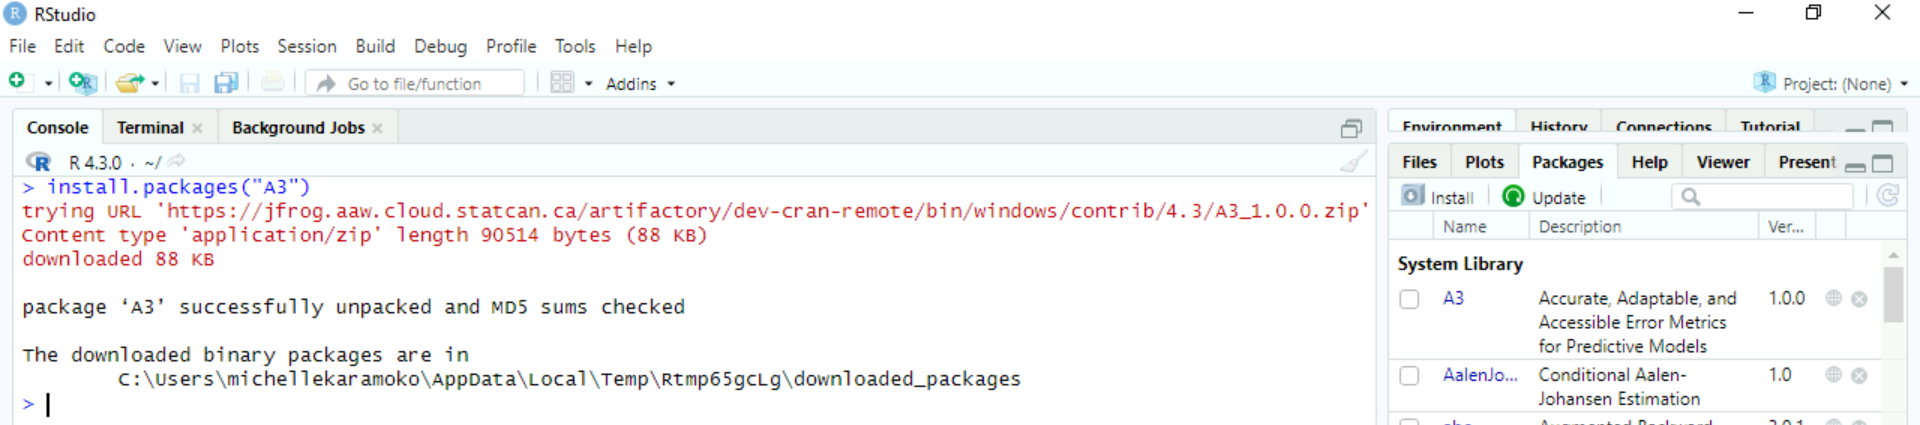 RStudio
File Edit Code View Plots Session Build Debug Profile Tools Help
Go to file/function Addins Project: (None)
Console Terminal Background Jobs
R 4.3.0 · ~/
> install.packages("A3")
trying URL 'https://jfrog.aaw.cloud.statcan.ca/artifactory/dev-cran-remote/bin/windows/contrib/4.3/A3_1.0.0.zip'
Content type 'application/zip' length 90514 bytes (88 KB)
downloaded 88 KB
package ‘A3’ successfully unpacked and MD5 sums checked
The downloaded binary packages are in
C:\Users\michellekaramoko\AppData\Local\Temp\Rtmp65gcLg\downloaded_packages
>
Environment History Connections Tutorial
Files Plots Packages Help Viewer Present
Install Update
Name Description Ver...
System Library
A3 Accurate, Adaptable, and 1.0.0
Accessible Error Metrics
for Predictive Models
AalenJo... Conditional Aalen- 1.0
Johansen Estimation